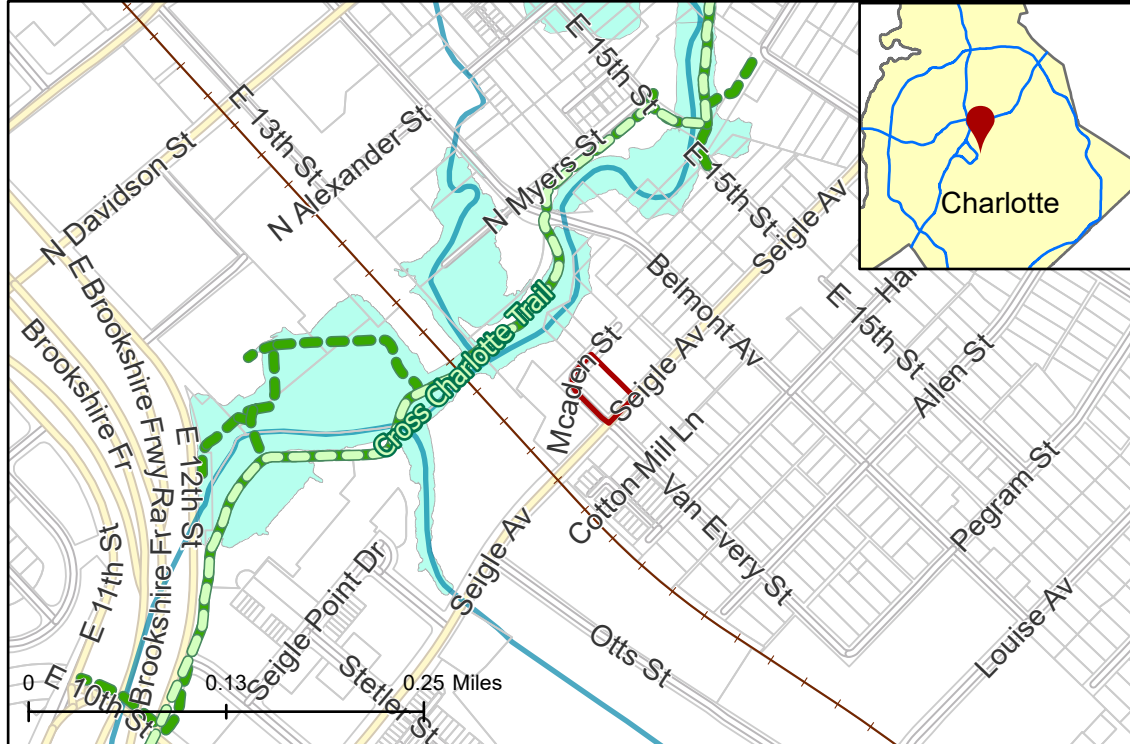 E 15th St
E 13th St
N Alexander St
N Davidson St
N Myers St
E 15th St
Seigle Av
Charlotte
Har
E Brookshire Frwy Ra
Brookshire Fr
Belmont Av
E 15th St
Allen St
Cross Charlotte Trail
Mcaden St
Seigle Av
Cotton Mill Ln
Van Every St
Pegram St
E 12th St
E 11th St
Brookshire Fr
Seigle Av
Seigle Point Dr
Otts St
Louise Av
Stetler St
E 10th St
0 0.13 0.25 Miles